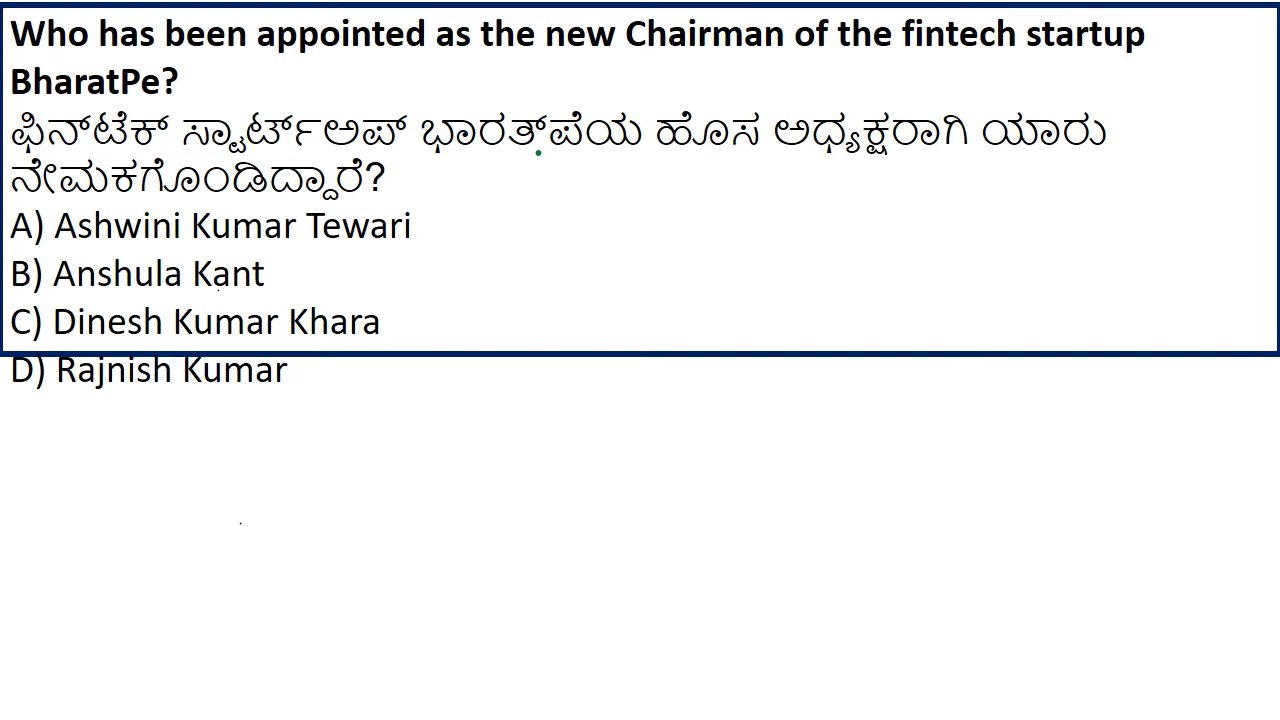 Who has been appointed as the new Chairman of the fintech startup
BharatPe?
ಫಿನ್‌ಟೆಕ್ ಸ್ಟಾರ್ಟ್‌ಅಪ್ ಭಾರತ್‌ಪೆಯ ಹೊಸ ಅಧ್ಯಕ್ಷರಾಗಿ ಯಾರು
ನೇಮಕಗೊಂಡಿದ್ದಾರೆ?
A) Ashwini Kumar Tewari
B) Anshula Kant
C) Dinesh Kumar Khara
D) Rajnish Kumar